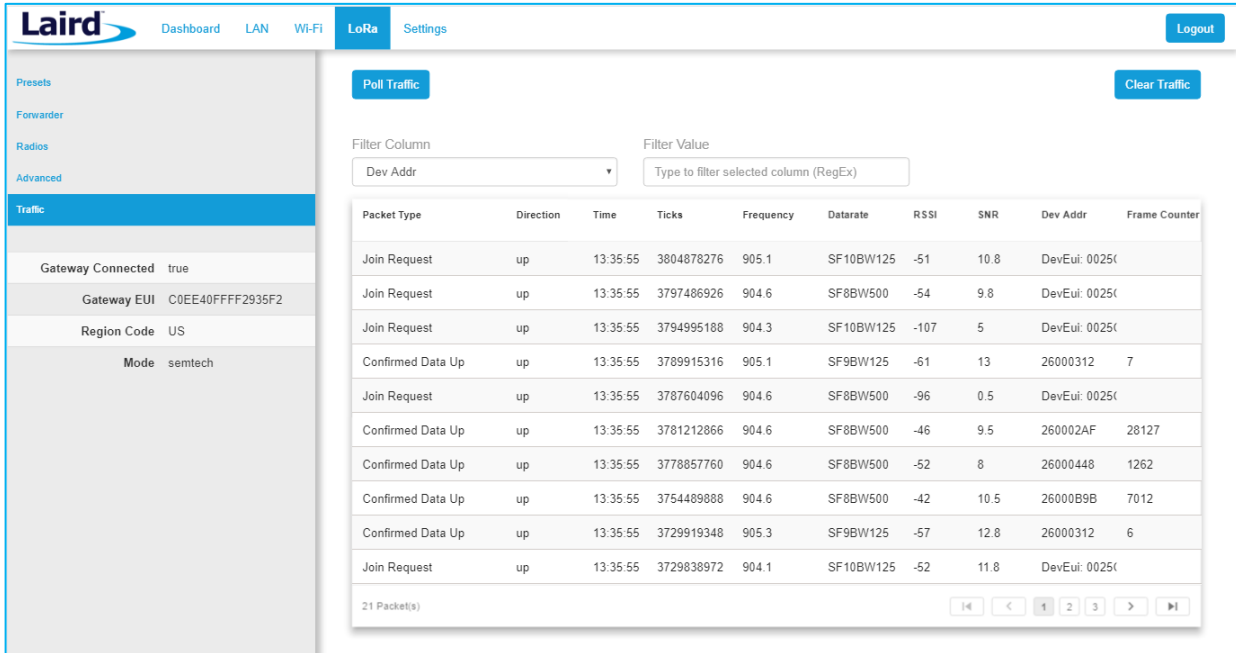 Laird™ Dashboard LAN Wi-Fi LoRa Settings Logout
Presets
Forwarder
Radios
Advanced
Traffic
Gateway Connected true
Gateway EUI C0EE40FFFF2935F2
Region Code US
Mode semtech
Poll Traffic Clear Traffic
Filter Column Filter Value
Dev Addr Type to filter selected column (RegEx)
Packet Type Direction Time Ticks Frequency Datarate RSSI SNR Dev Addr Frame Counter
Join Request up 13:35:55 3804878276 905.1 SF10BW125 -51 10.8 DevEui: 0025(
Join Request up 13:35:55 3797486926 904.6 SF8BW500 -54 9.8 DevEui: 0025(
Join Request up 13:35:55 3794995188 904.3 SF10BW125 -107 5 DevEui: 0025(
Confirmed Data Up up 13:35:55 3789915316 905.1 SF9BW125 -61 13 26000312 7
Join Request up 13:35:55 3787604096 904.6 SF8BW500 -96 0.5 DevEui: 0025(
Confirmed Data Up up 13:35:55 3781212866 904.6 SF8BW500 -46 9.5 260002AF 28127
Confirmed Data Up up 13:35:55 3778857760 904.6 SF8BW500 -52 8 26000448 1262
Confirmed Data Up up 13:35:55 3754489888 904.6 SF8BW500 -42 10.5 26000B9B 7012
Confirmed Data Up up 13:35:55 3729919348 905.3 SF9BW125 -57 12.8 26000312 6
Join Request up 13:35:55 3729838972 904.1 SF10BW125 -52 11.8 DevEui: 0025(
21 Packet(s) 1 2 3